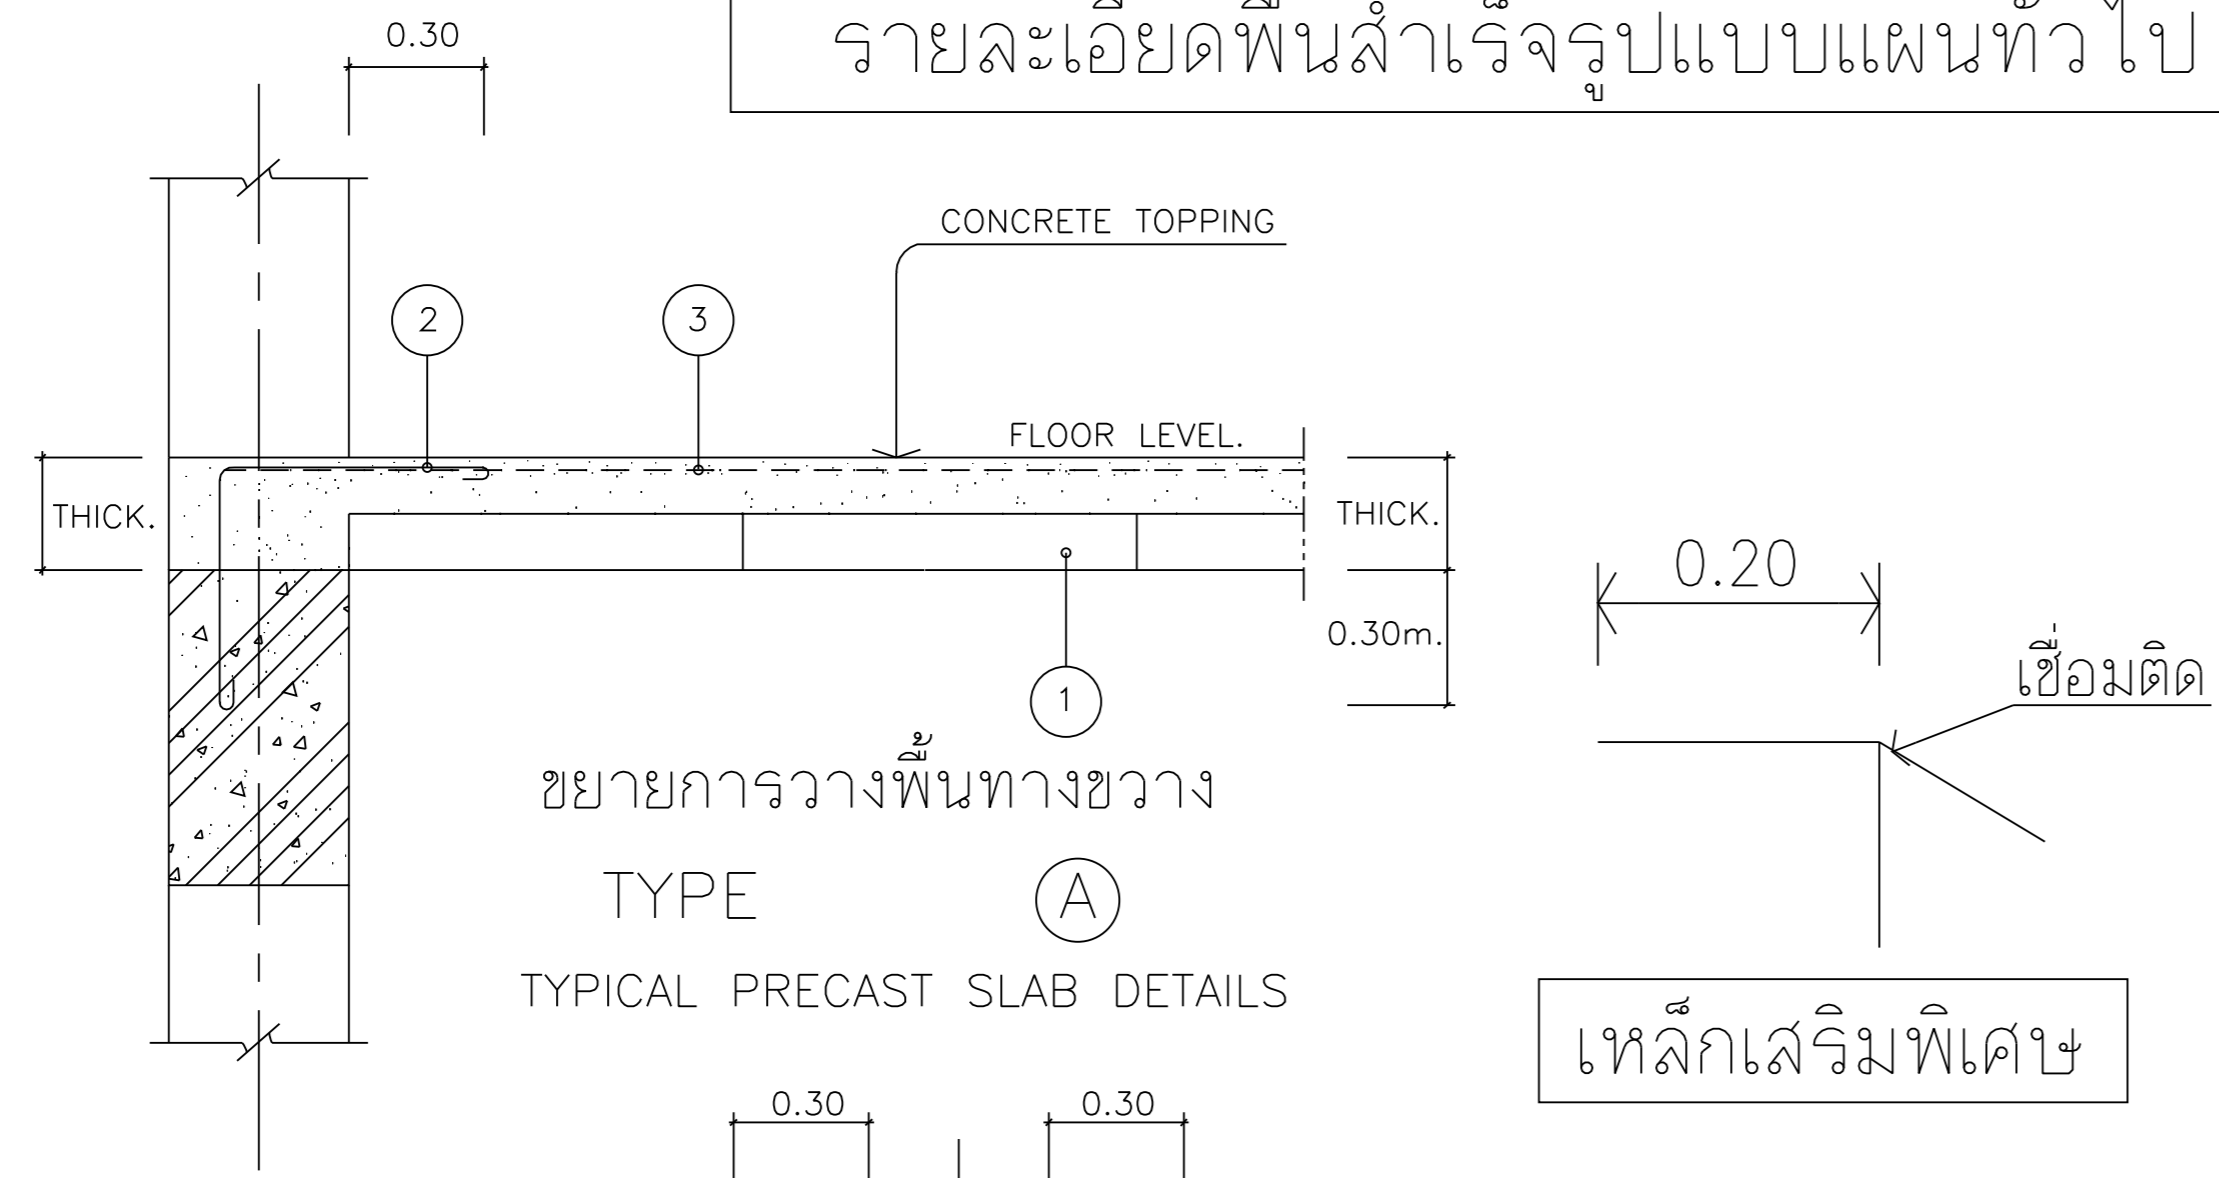 รายละเอียดพื้นสำเร็จรูปแบบแผ่นทั่วไป
0.30
CONCRETE TOPPING
2
3
FLOOR LEVEL.
THICK.
THICK.
0.20
0.30m.
เชื่อมติด
1
ขยายการวางพื้นทางขวาง
TYPE A
TYPICAL PRECAST SLAB DETAILS
เหล็กเสริมพิเศษ
0.30 0.30